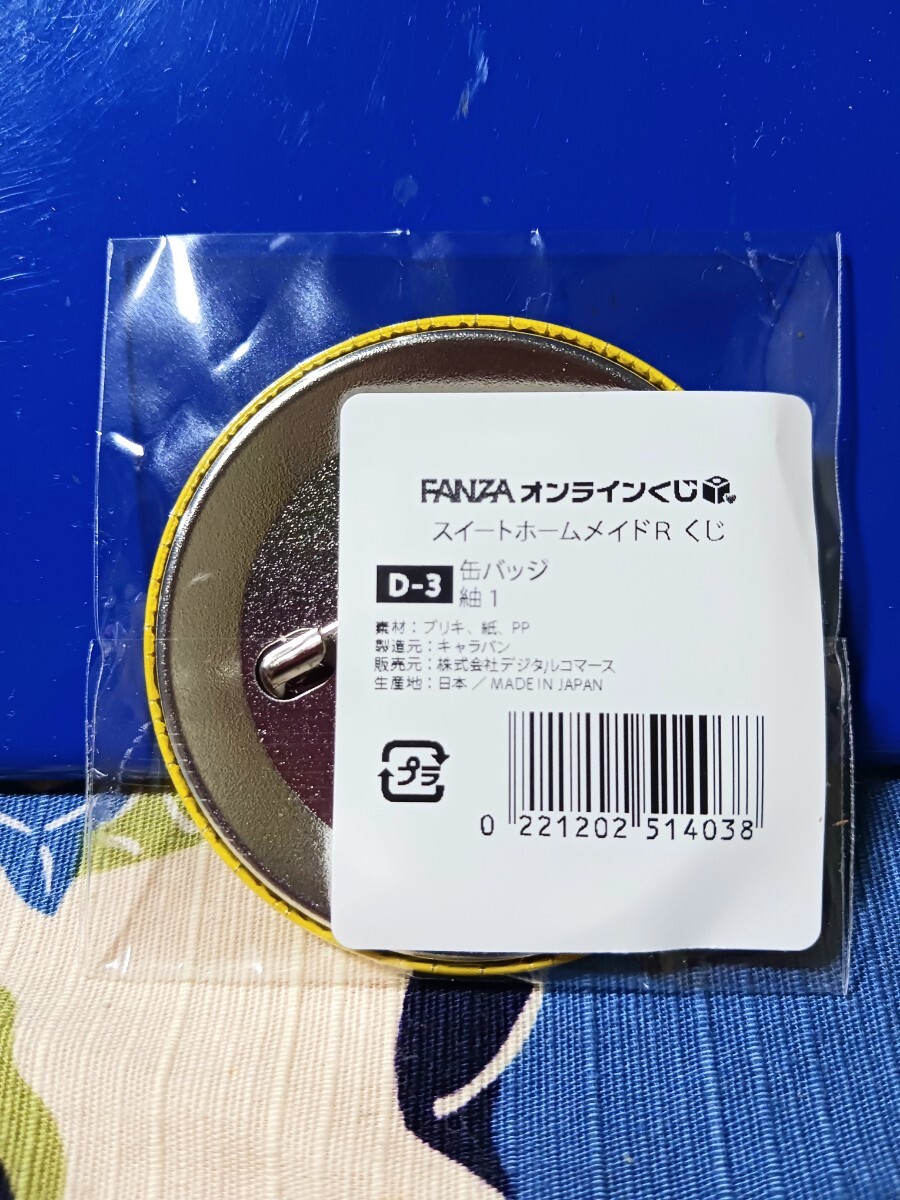 FANZA オンラインくじ
スイートホームメイドR くじ
D-3 缶バッジ
紬 1
素材：ブリキ、紙、PP
製造元：キャラバン
販売元：株式会社デジタルコマース
生産地：日本 ／ MADE IN JAPAN
プラ
0 221202 514038